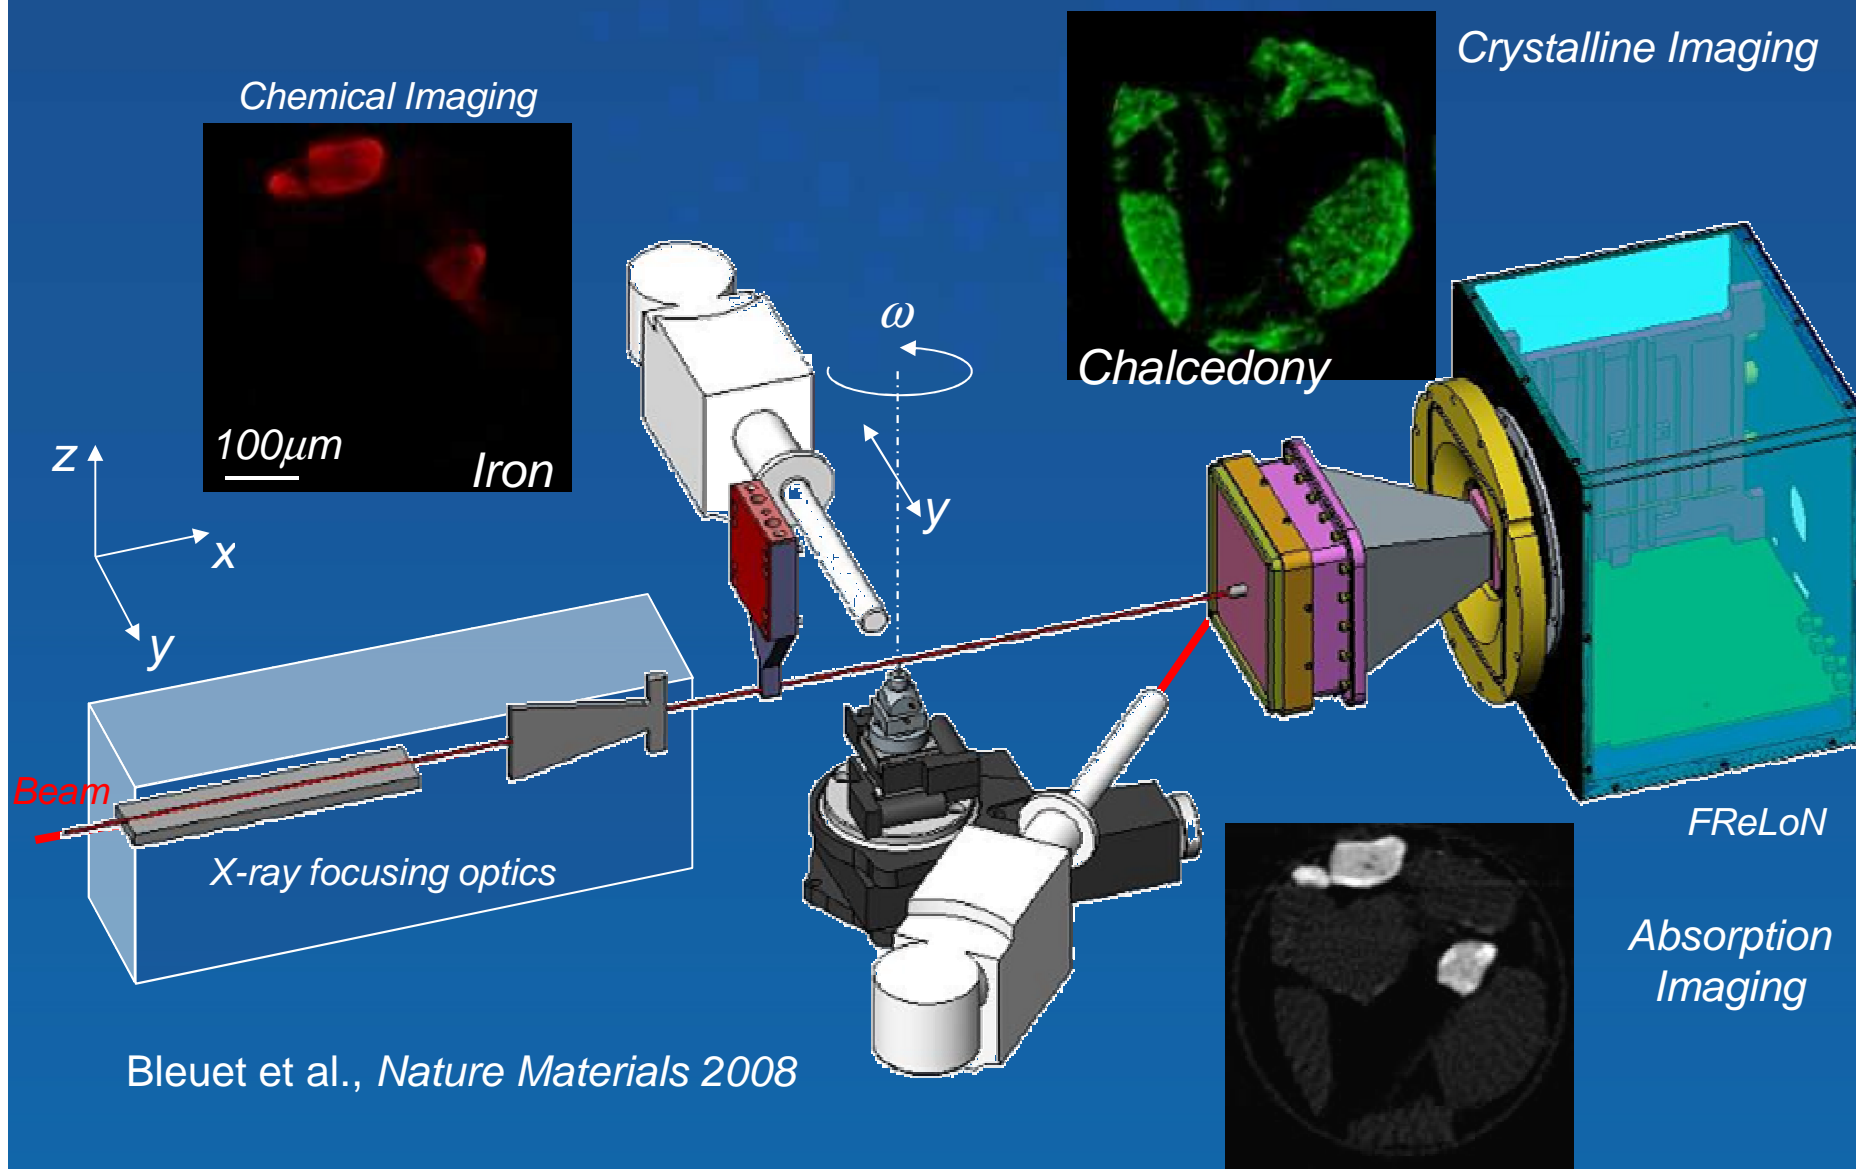 Crystalline Imaging
Chemical Imaging
ω
Chalcedony
100μm
Iron
z
x
y
y
Beam
X-ray focusing optics
FReLoN
Absorption
Imaging
Bleuet et al., Nature Materials 2008